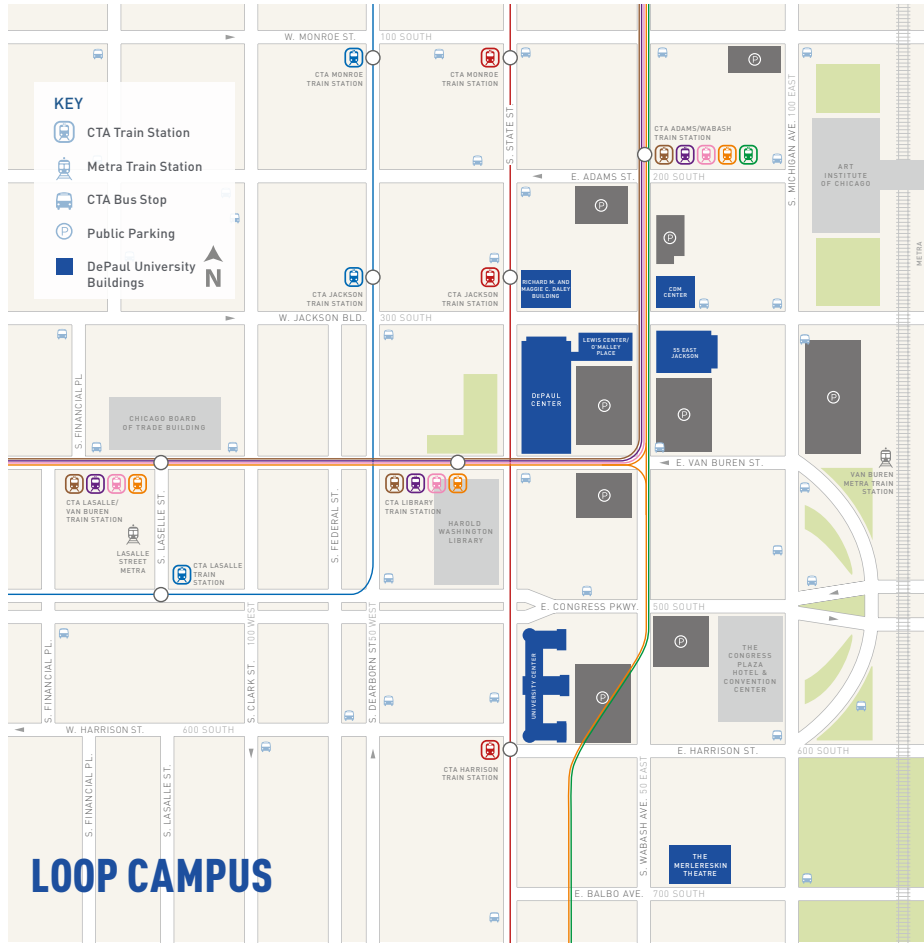 W. MONROE ST. 100 SOUTH
CTA MONROE
TRAIN STATION
CTA MONROE
TRAIN STATION
P
KEY
CTA Train Station
Metra Train Station
CTA Bus Stop
P
Public Parking
DePaul University
Buildings
N
S. STATE ST.
CTA ADAMS/WABASH
TRAIN STATION
S. MICHIGAN AVE. 100 EAST
ART
INSTITUTE
OF CHICAGO
E. ADAMS ST. 200 SOUTH
P
P
METRA
CTA JACKSON
TRAIN STATION
CTA JACKSON
TRAIN STATION
RICHARD M. AND
MAGGIE C. DALEY
BUILDING
CDM
CENTER
W. JACKSON BLD. 300 SOUTH
LEWIS CENTER/
O'MALLEY
PLACE
55 EAST
JACKSON
S. FINANCIAL PL.
CHICAGO BOARD
OF TRADE BUILDING
DEPAUL
CENTER
P
P
P
E. VAN BUREN ST.
VAN BUREN
METRA TRAIN
STATION
CTA LASALLE/
VAN BUREN
TRAIN STATION
S. LASELLE ST.
LASALLE
STREET
METRA
CTA LASALLE
TRAIN
STATION
S. FEDERAL ST.
CTA LIBRARY
TRAIN STATION
HAROLD
WASHINGTON
LIBRARY
P
E. CONGRESS PKWY. 500 SOUTH
S. FINANCIAL PL.
S. CLARK ST. 100 WEST
S. DEARBORN ST 50 WEST
UNIVERSITY CENTER
P
P
THE
CONGRESS
PLAZA
HOTEL &
CONVENTION
CENTER
W. HARRISON ST. 600 SOUTH
E. HARRISON ST. 600 SOUTH
CTA HARRISON
TRAIN STATION
S. FINANCIAL PL.
S. LASALLE ST.
S. WABASH AVE. 50 EAST
THE
MERLERESKIN
THEATRE
LOOP CAMPUS
E. BALBO AVE. 700 SOUTH